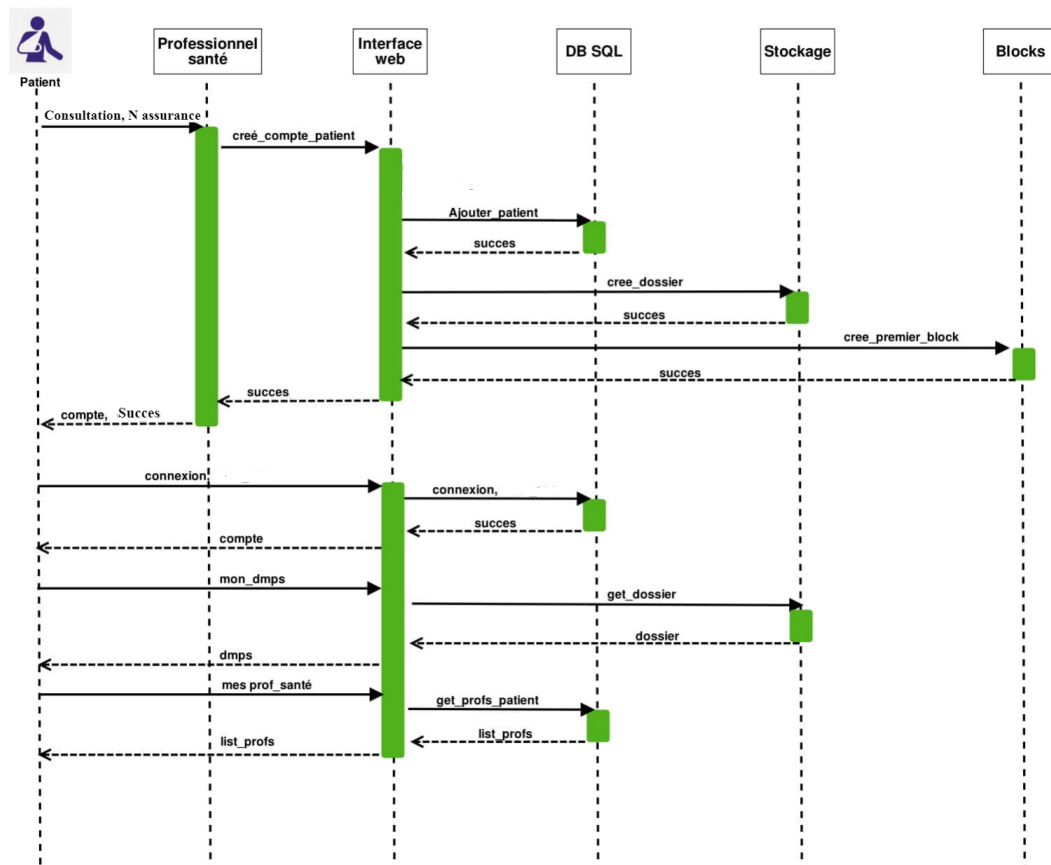 Patient
Professionnel
santé
Interface
web
DB SQL
Stockage
Blocks
Consultation, N assurance
creé_compte_patient
Ajouter_patient
succes
cree_dossier
succes
cree_premier_block
succes
succes
compte, Succes
connexion,
connexion,
succes
compte
mon_dmps
get_dossier
dossier
dmps
mes prof_santé
get_profs_patient
list_profs
list_profs